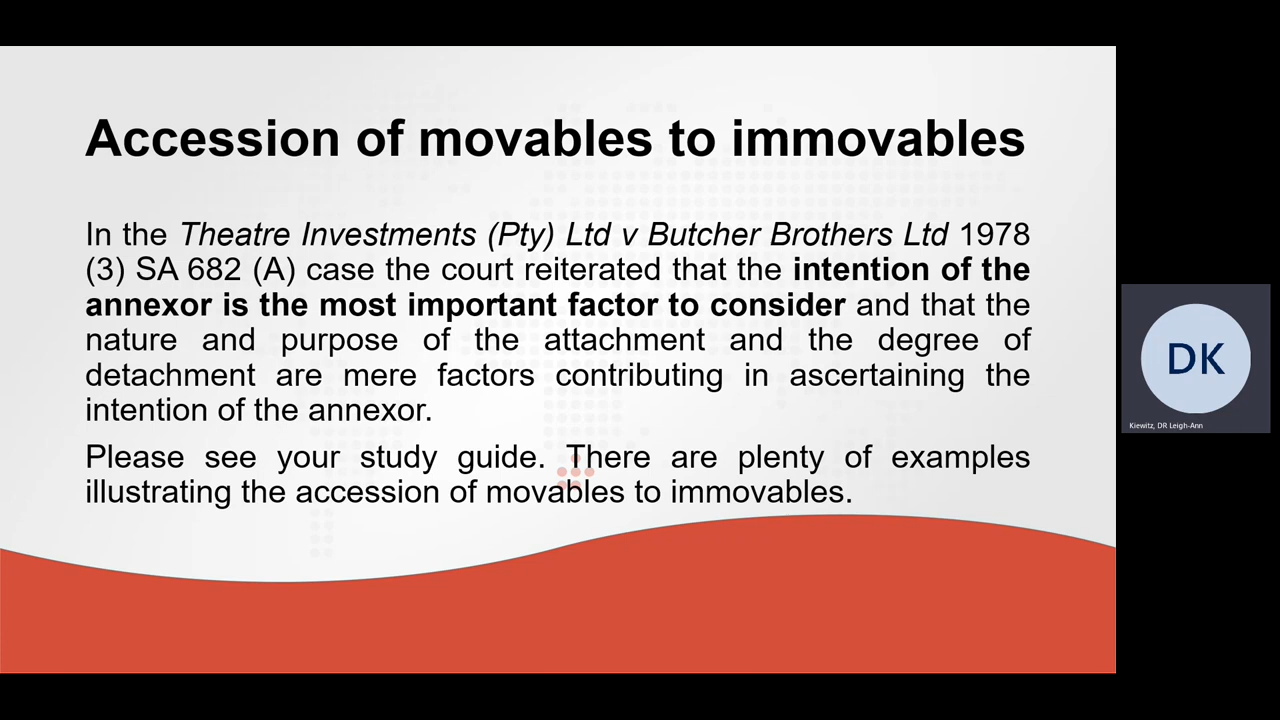 Accession of movables to immovables
In the Theatre Investments (Pty) Ltd v Butcher Brothers Ltd 1978
(3) SA 682 (A) case the court reiterated that the intention of the
annexor is the most important factor to consider and that the
nature and purpose of the attachment and the degree of
detachment are mere factors contributing in ascertaining the
intention of the annexor.
Please see your study guide. There are plenty of examples
illustrating the accession of movables to immovables.
DK
Kiewitz, DR Leigh-Ann